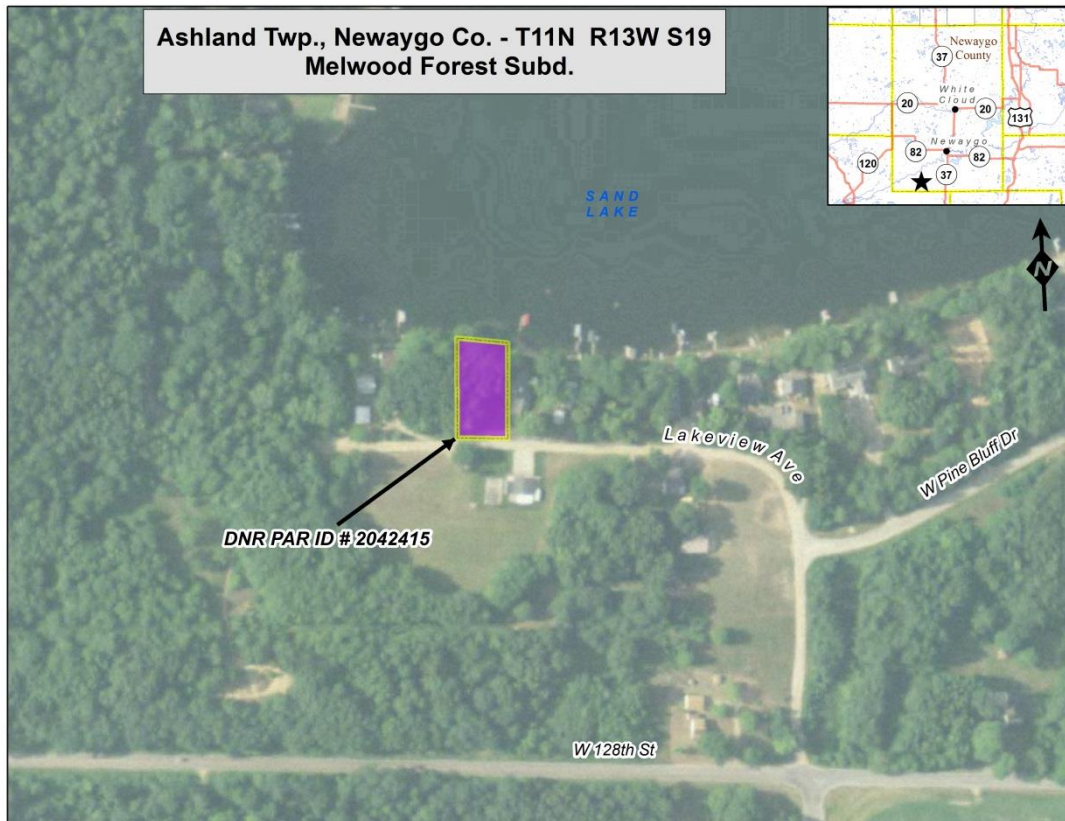 Ashland Twp., Newaygo Co. - T11N R13W S19
Melwood Forest Subd.
Newaygo
County
37
White
Cloud
20
20
131
Newaygo
82
82
120
37
SAND
LAKE
N
Lakeview Ave
W Pine Bluff Dr
DNR PAR ID # 2042415
W 128th St